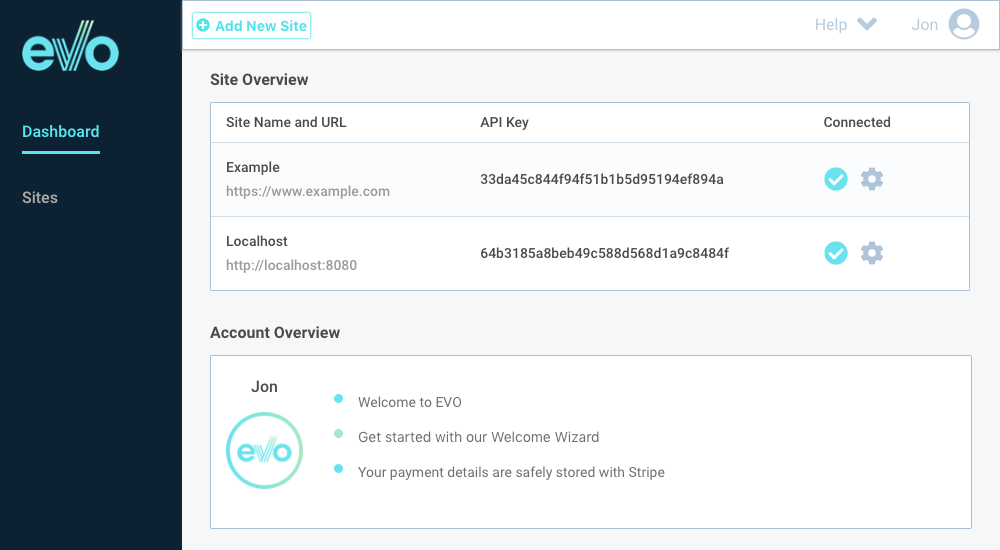 evo
Add New Site
Help
Jon
Dashboard
Sites
Site Overview
Site Name and URL
API Key
Connected
Example
https://www.example.com
33da45c844f94f51b1b5d95194ef894a
Localhost
http://localhost:8080
64b3185a8beb49c588d568d1a9c8484f
Account Overview
Jon
evo
Welcome to EVO
Get started with our Welcome Wizard
Your payment details are safely stored with Stripe